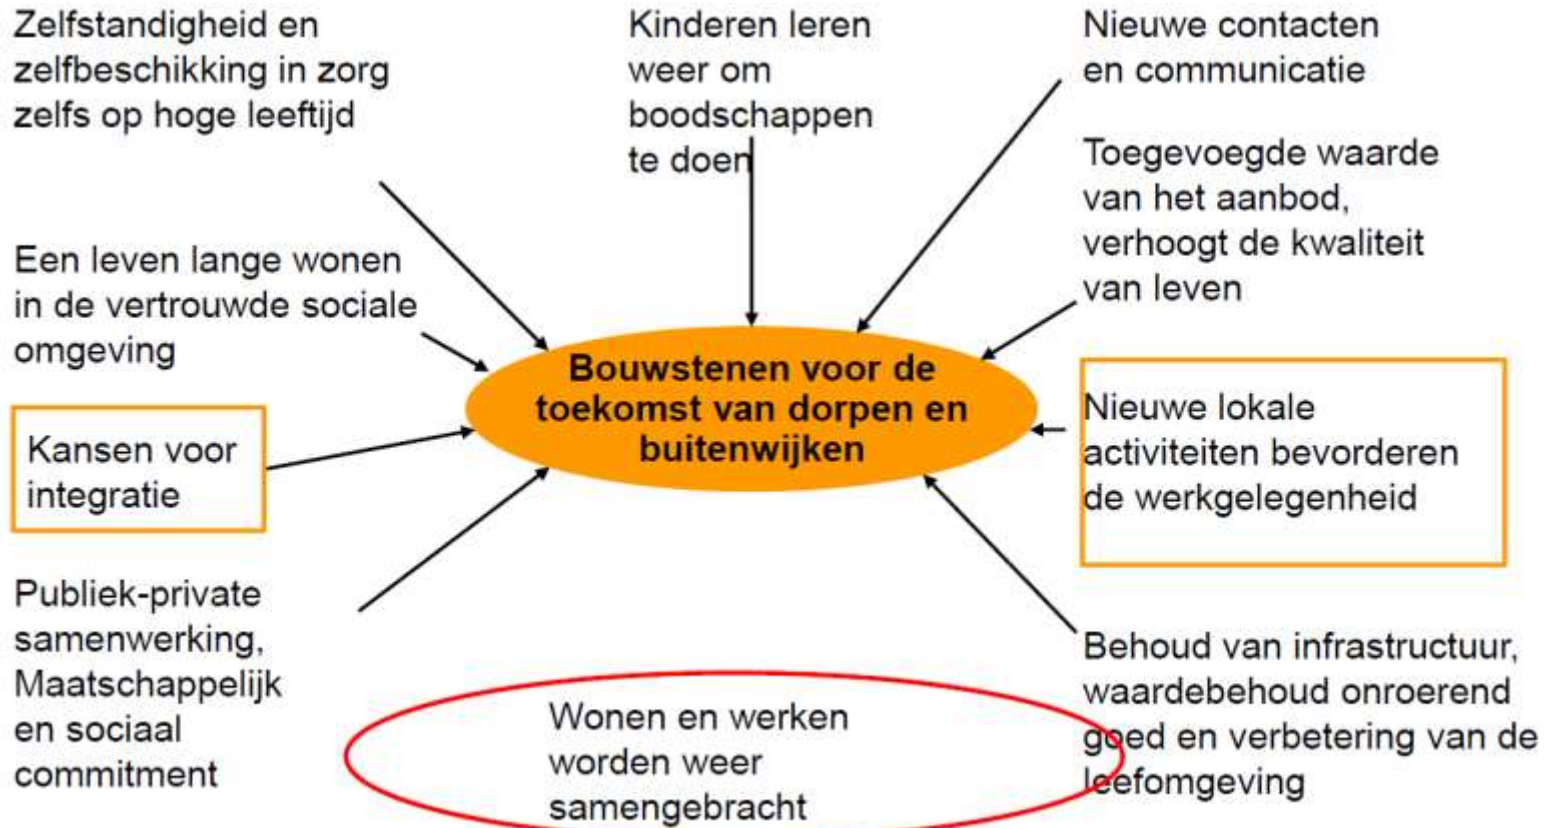 Zelfstandigheid en
zelfbeschikking in zorg
zelfs op hoge leeftijd
Kinderen leren
weer om
boodschappen
te doen
Nieuwe contacten
en communicatie
Toegevoegde waarde
van het aanbod,
verhoogt de kwaliteit
van leven
Een leven lange wonen
in de vertrouwde sociale
omgeving
Bouwstenen voor de
toekomst van dorpen en
buitenwijken
Kansen voor
integratie
Nieuwe lokale
activiteiten bevorderen
de werkgelegenheid
Publiek-private
samenwerking,
Maatschappelijk
en sociaal
commitment
Wonen en werken
worden weer
samengebracht
Behoud van infrastructuur,
waardebehoud onroerend
goed en verbetering van de
leefomgeving